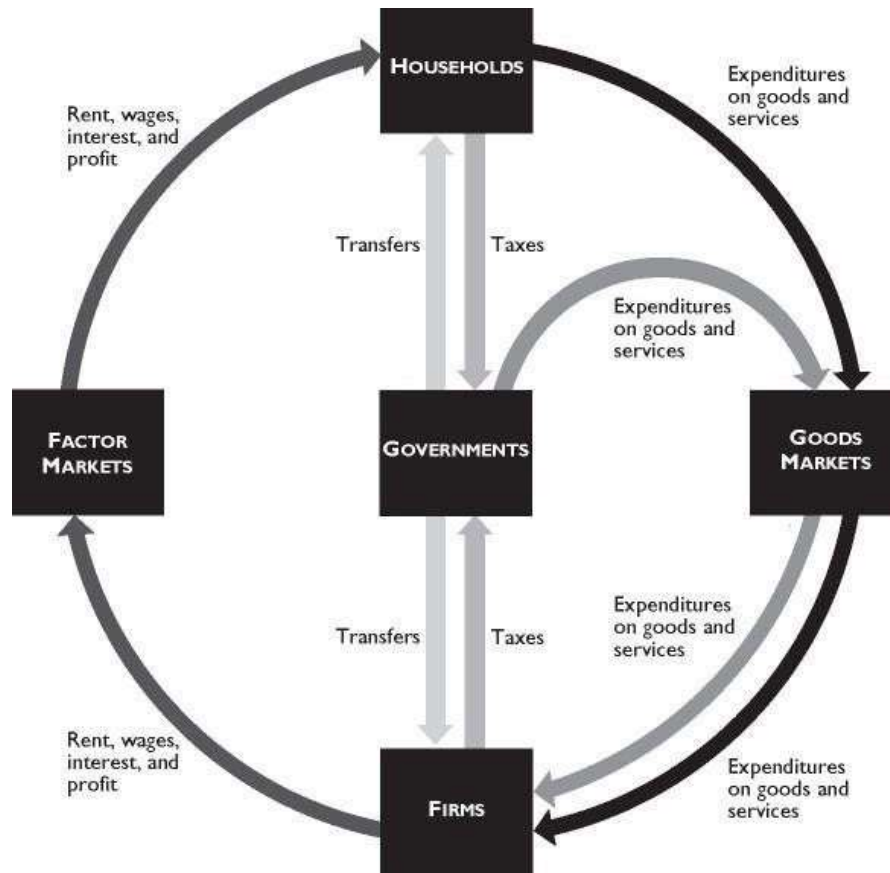 HOUSEHOLDS
Expenditures
on goods and
services
Rent, wages,
interest, and
profit
Transfers
Taxes
Expenditures
on goods and
services
FACTOR
MARKETS
GOVERNMENTS
GOODS
MARKETS
Transfers
Taxes
Expenditures
on goods and
services
Rent, wages,
interest, and
profit
Expenditures
on goods and
services
FIRMS